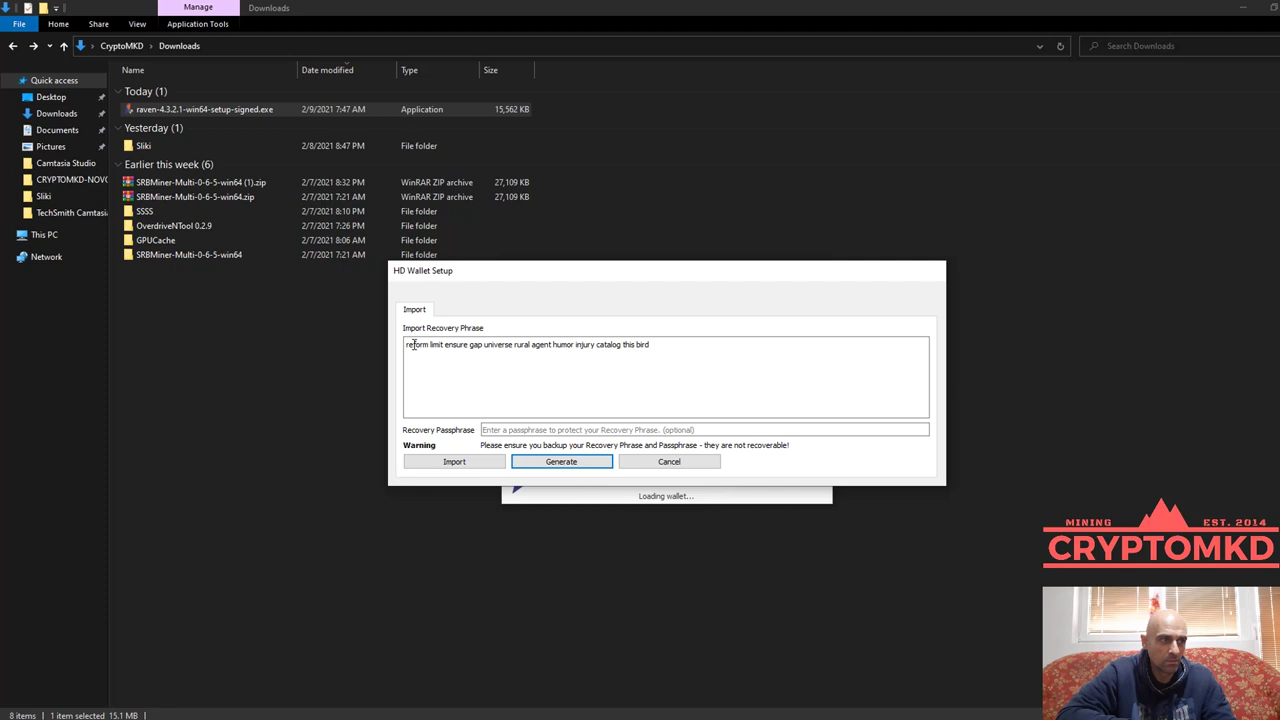 Manage
Downloads
File
Home
Share
View
Application Tools
CryptoMKD
Downloads
Search Downloads
Name
Date modified
Type
Size
Quick access
Desktop
Downloads
Documents
Pictures
Camtasia Studio
CRYPTOMKD-NOVO
Sliki
TechSmith Camtasia
This PC
Network
Today (1)
raven-4.3.2.1-win64-setup-signed.exe 2/9/2021 7:47 AM Application 15,562 KB
Yesterday (1)
Sliki 2/8/2021 8:47 PM File folder
Earlier this week (6)
SRBMiner-Multi-0-6-5-win64 (1).zip 2/7/2021 8:32 PM WinRAR ZIP archive 27,109 KB
SRBMiner-Multi-0-6-5-win64.zip 2/7/2021 7:21 AM WinRAR ZIP archive 27,109 KB
SSSS 2/7/2021 8:10 PM File folder
OverdriveNTool 0.2.9 2/7/2021 7:26 PM File folder
GPUCache 2/7/2021 8:06 AM File folder
SRBMiner-Multi-0-6-5-win64 2/7/2021 7:21 AM File folder
HD Wallet Setup
Import
Import Recovery Phrase
reform limit ensure gap universe rural agent humor injury catalog this bird
Recovery Passphrase Enter a passphrase to protect your Recovery Phrase. (optional)
Warning Please ensure you backup your Recovery Phrase and Passphrase - they are not recoverable!
Import
Generate
Cancel
Loading wallet...
MINING EST. 2014
CRYPTOMKD
8 items
1 item selected 15.1 MB